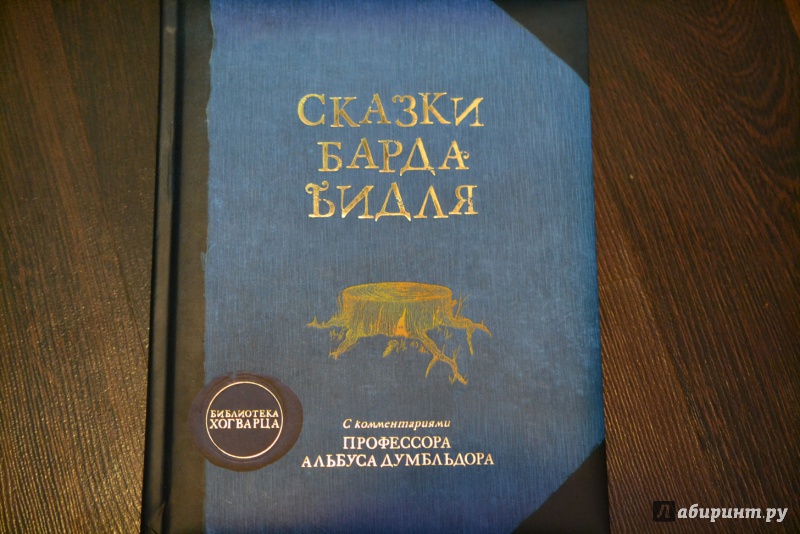 СКАЗКИ
БАРДА
БИДЛЯ
БИБЛИОТЕКА
ХОГВАРЦА
С комментариями
ПРОФЕССОРА
АЛЬБУСА ДУМБЛЬДОРА
Лабиринт.ру